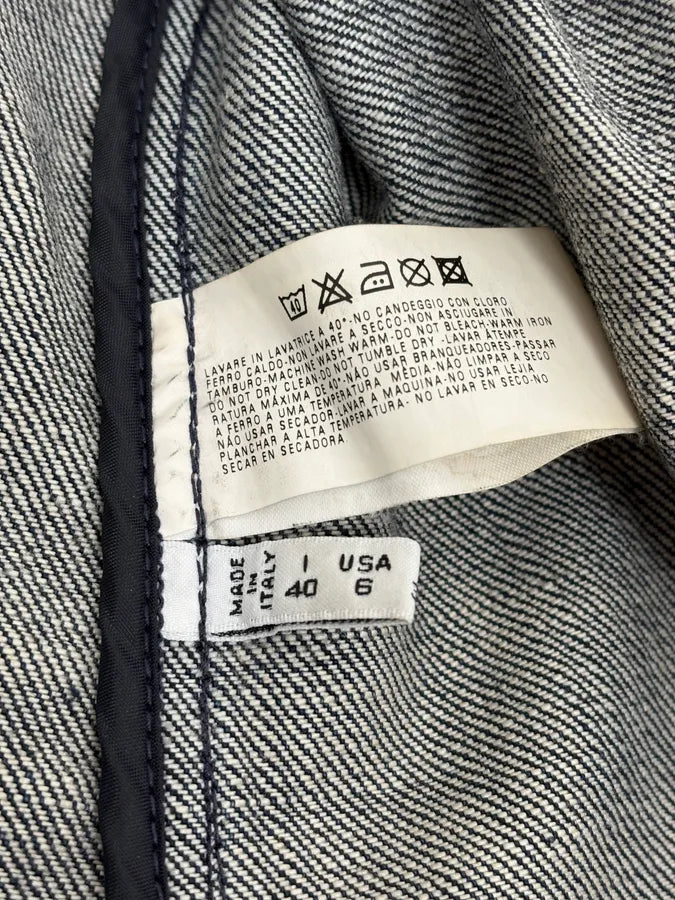 40
LAVARE IN LAVATRICE A 40°-NO CANDEGGIO CON CLORO
FERRO CALDO-NON LAVARE A SECCO-NON ASCIUGARE IN
TAMBURO-MACHINE WASH WARM-DO NOT BLEACH-WARM IRON
DO NOT DRY CLEAN-DO NOT TUMBLE DRY -LAVAR ATEMPE
RATURA MÁXIMA DE 40°-NÃO USAR BRANQUEADORES-PASSAR
A FERRO A UMA TEMPERATURA MÉDIA-NÃO LIMPAR A SECO
NÃO USAR SECADOR-LAVAR A MAQUINA-NO USAR LEJIA
PLANCHAR A ALTA TEMPERATURA- NO LAVAR EN SECO-NO
SECAR EN SECADORA
MADE
IN
ITALY
I USA
40 6